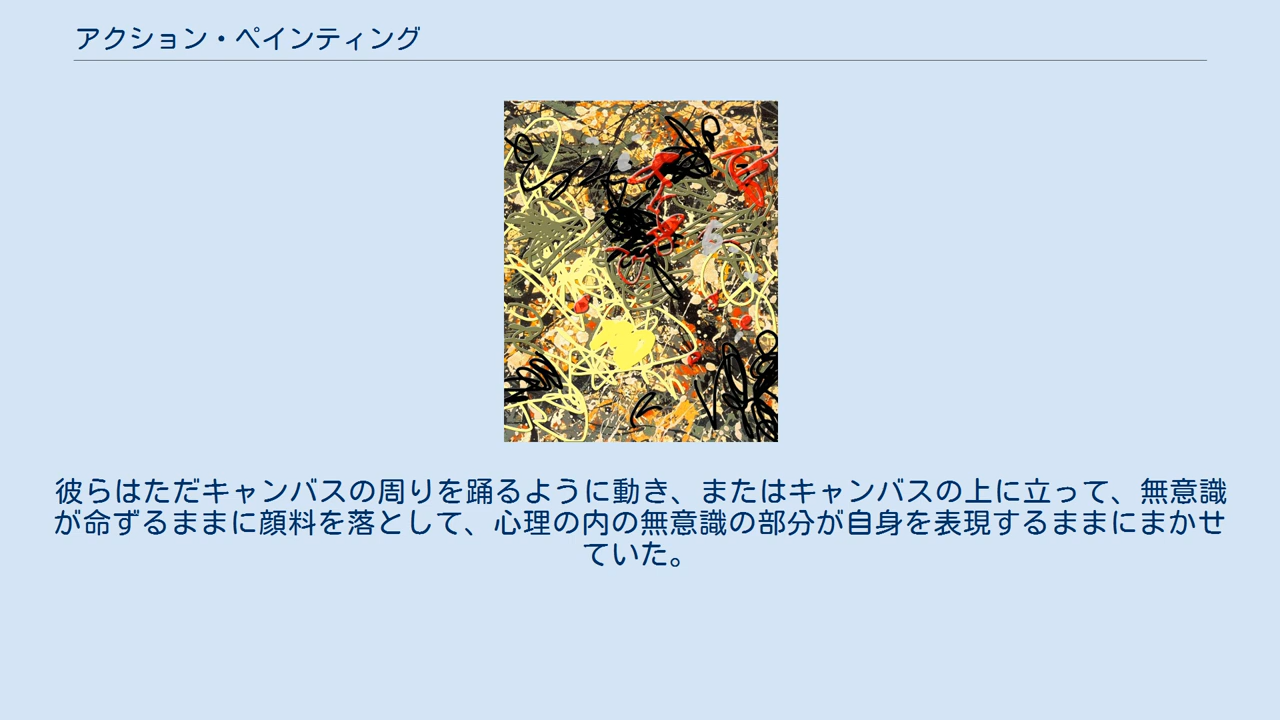 アクション・ペインティング
彼らはただキャンバスの周りを踊るように動き、またはキャンバスの上に立って、無意識
が命ずるままに顔料を落として、心理の内の無意識の部分が自身を表現するままにまかせ
ていた。